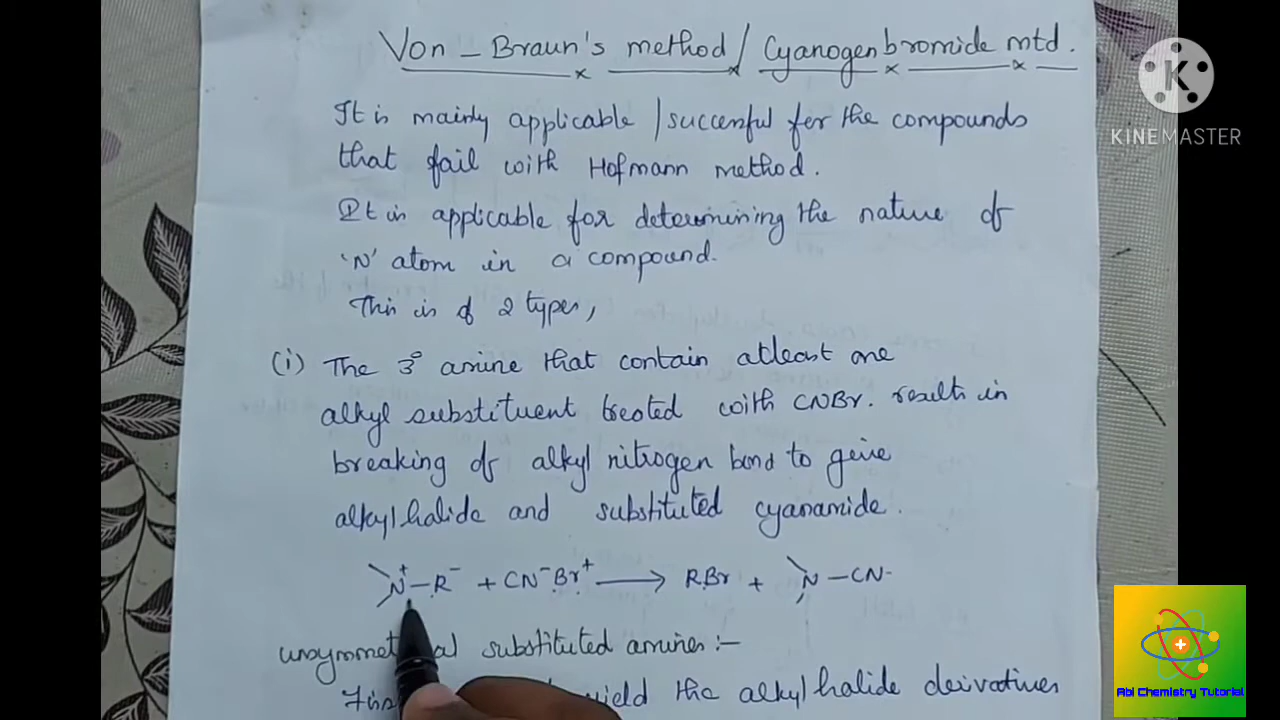 Von - Braun's method / Cyanogen bromide mtd.
It is mainly applicable / successful for the compounds
that fail with Hofmann method.
It is applicable for determining the nature of
'N' atom in a compound.
This is of 2 types,
(i) The 3° amine that contain atleast one
alkyl substituent treated with CNBr. results in
breaking of alkyl nitrogen bond to give
alkyl halide and substituted cyanamide.
N⁺ - R⁻ + CN⁻ Br⁺ → RBr + N - CN
substituted amines :-
yield the alkyl halide derivatives
KINEMASTER
Abi Chemistry Tutorial